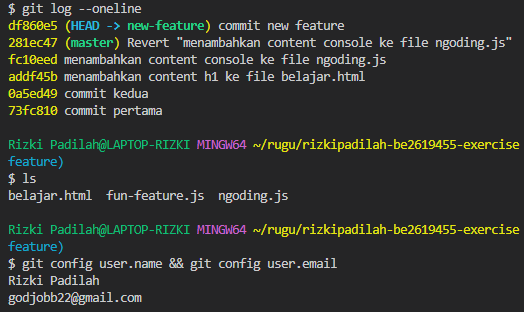 $ git log --oneline
df860e5 (HEAD -> new-feature) commit new feature
281ec47 (master) Revert "menambahkan content console ke file ngoding.js"
fc10eed menambahkan content console ke file ngoding.js
addf45b menambahkan content h1 ke file belajar.html
0a5ed49 commit kedua
73fc810 commit pertama
Rizki Padilah@LAPTOP-RIZKI MINGW64 ~/rugu/rizkipadilah-be2619455-exercise
feature)
$ ls
belajar.html  fun-feature.js  ngoding.js
Rizki Padilah@LAPTOP-RIZKI MINGW64 ~/rugu/rizkipadilah-be2619455-exercise
feature)
$ git config user.name && git config user.email
Rizki Padilah
godjobb22@gmail.com